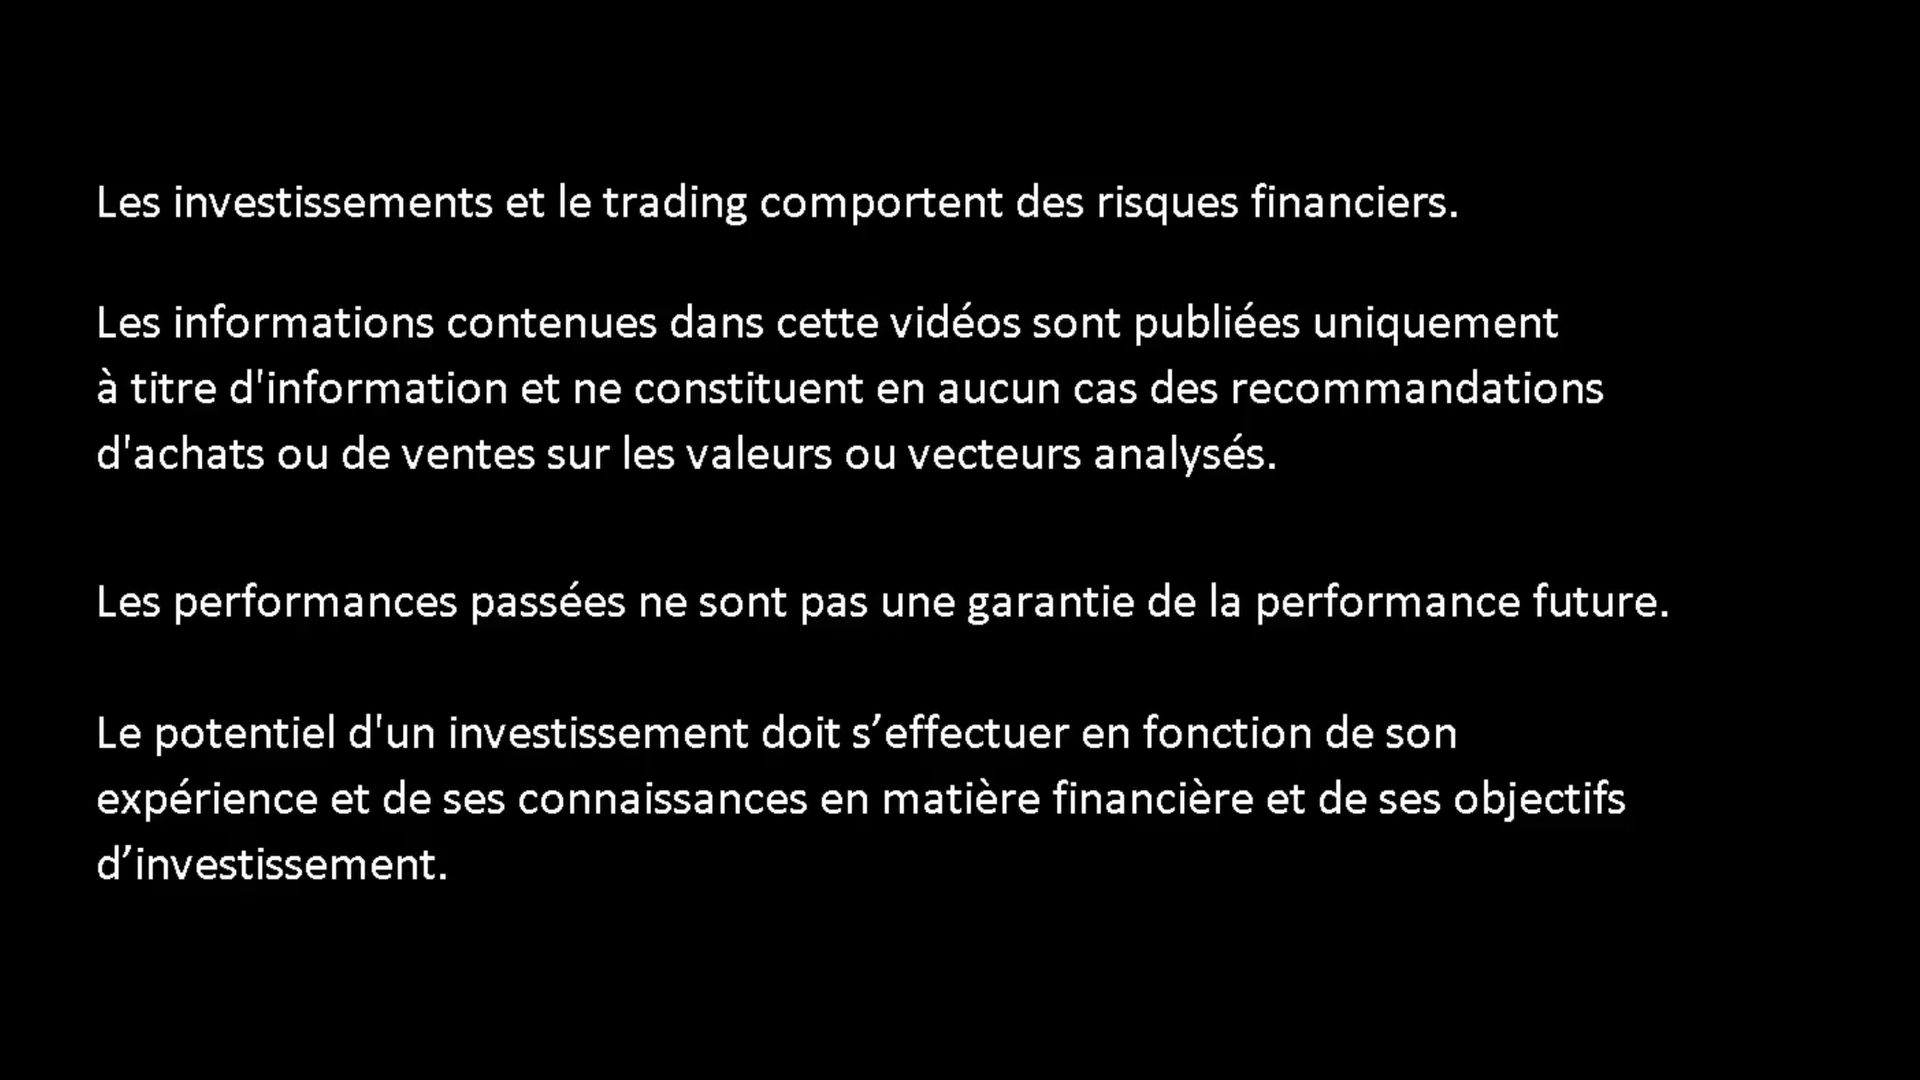 Les investissements et le trading comportent des risques financiers.
Les informations contenues dans cette vidéos sont publiées uniquement
à titre d'information et ne constituent en aucun cas des recommandations
d'achats ou de ventes sur les valeurs ou vecteurs analysés.
Les performances passées ne sont pas une garantie de la performance future.
Le potentiel d'un investissement doit s’effectuer en fonction de son
expérience et de ses connaissances en matière financière et de ses objectifs
d’investissement.